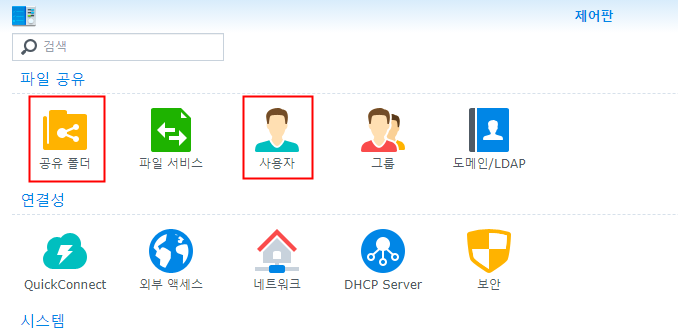 제어판
검색
파일 공유
공유 폴더
파일 서비스
사용자
그룹
도메인/LDAP
연결성
QuickConnect
외부 액세스
네트워크
DHCP Server
보안
시스템